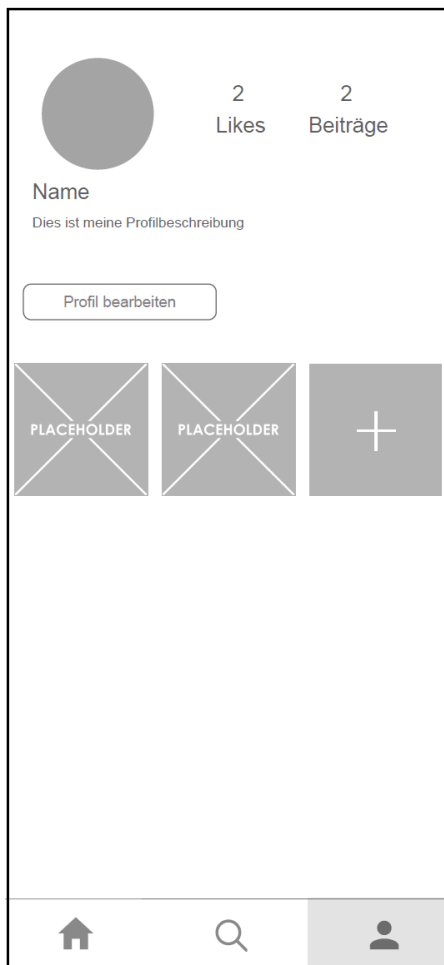 2 2
Likes Beiträge
Name
Dies ist meine Profilbeschreibung
Profil bearbeiten
PLACEHOLDER PLACEHOLDER